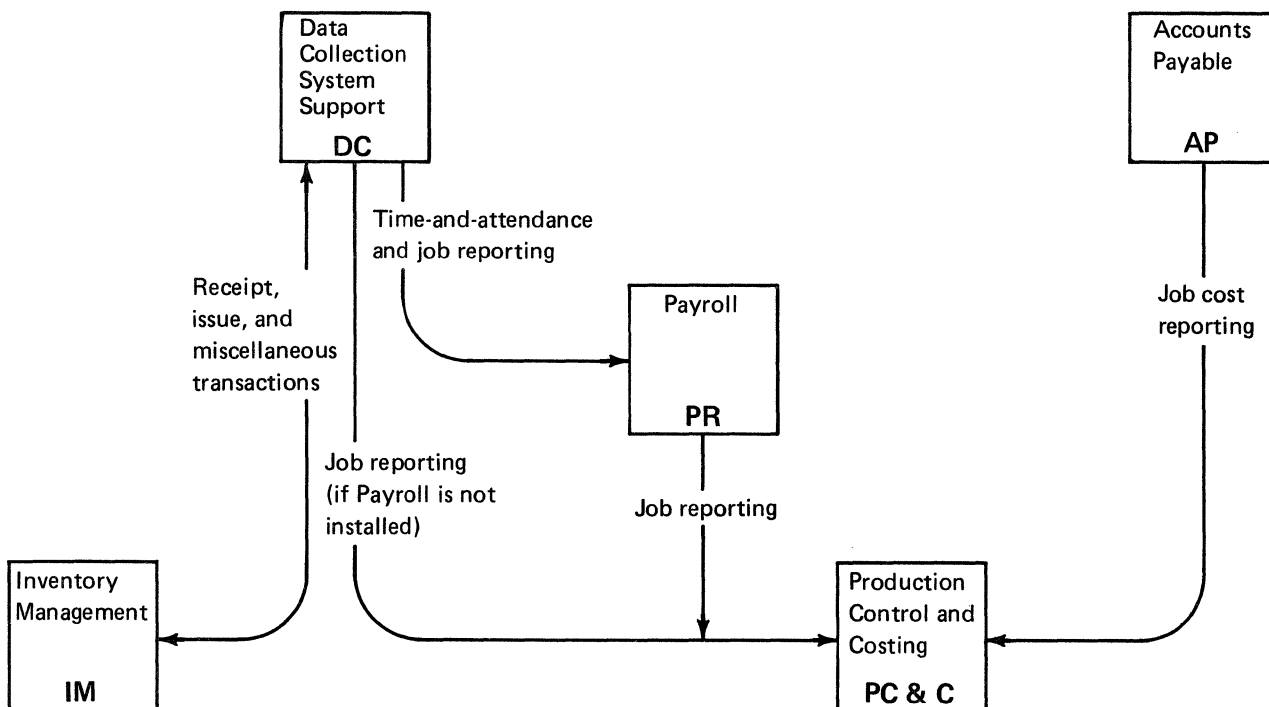 Data
Collection
System
Support
DC
Accounts
Payable
AP
Time-and-attendance
and job reporting
Receipt,
issue, and
miscellaneous
transactions
Payroll
PR
Job cost
reporting
Job reporting
(if Payroll is not
installed)
Job reporting
Inventory
Management
IM
Production
Control and
Costing
PC & C